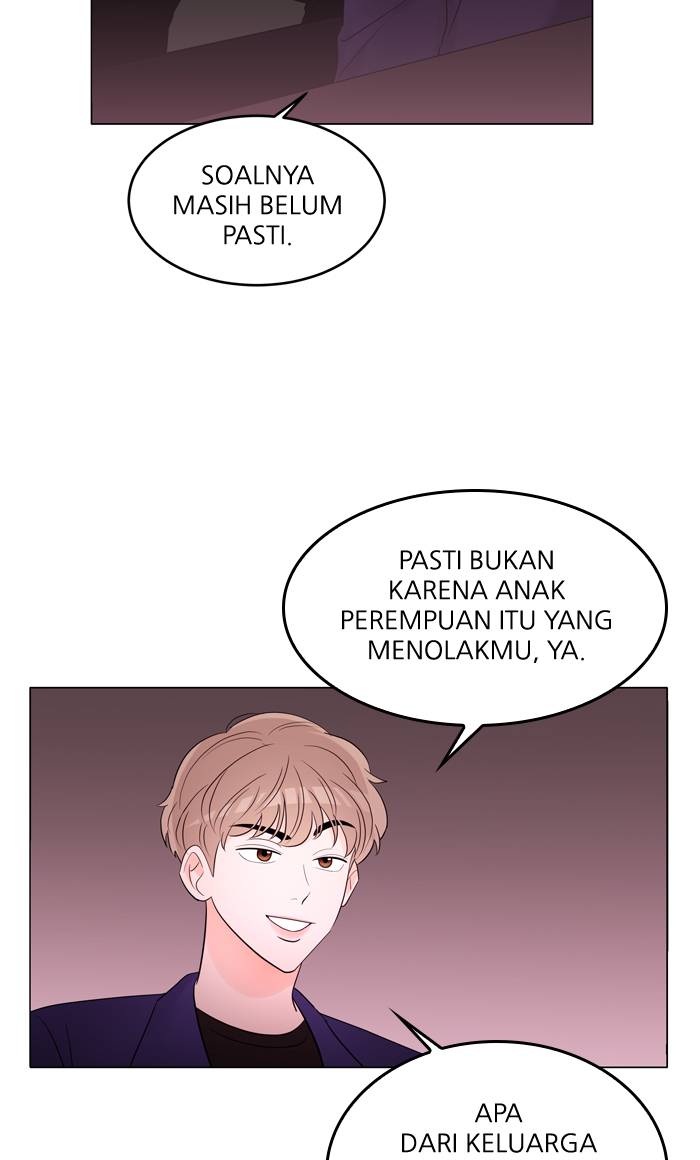 SOALNYA
MASIH BELUM
PASTI.
PASTI BUKAN
KARENA ANAK
PEREMPUAN ITU YANG
MENOLAKMU, YA.
APA
DARI KELUARGA